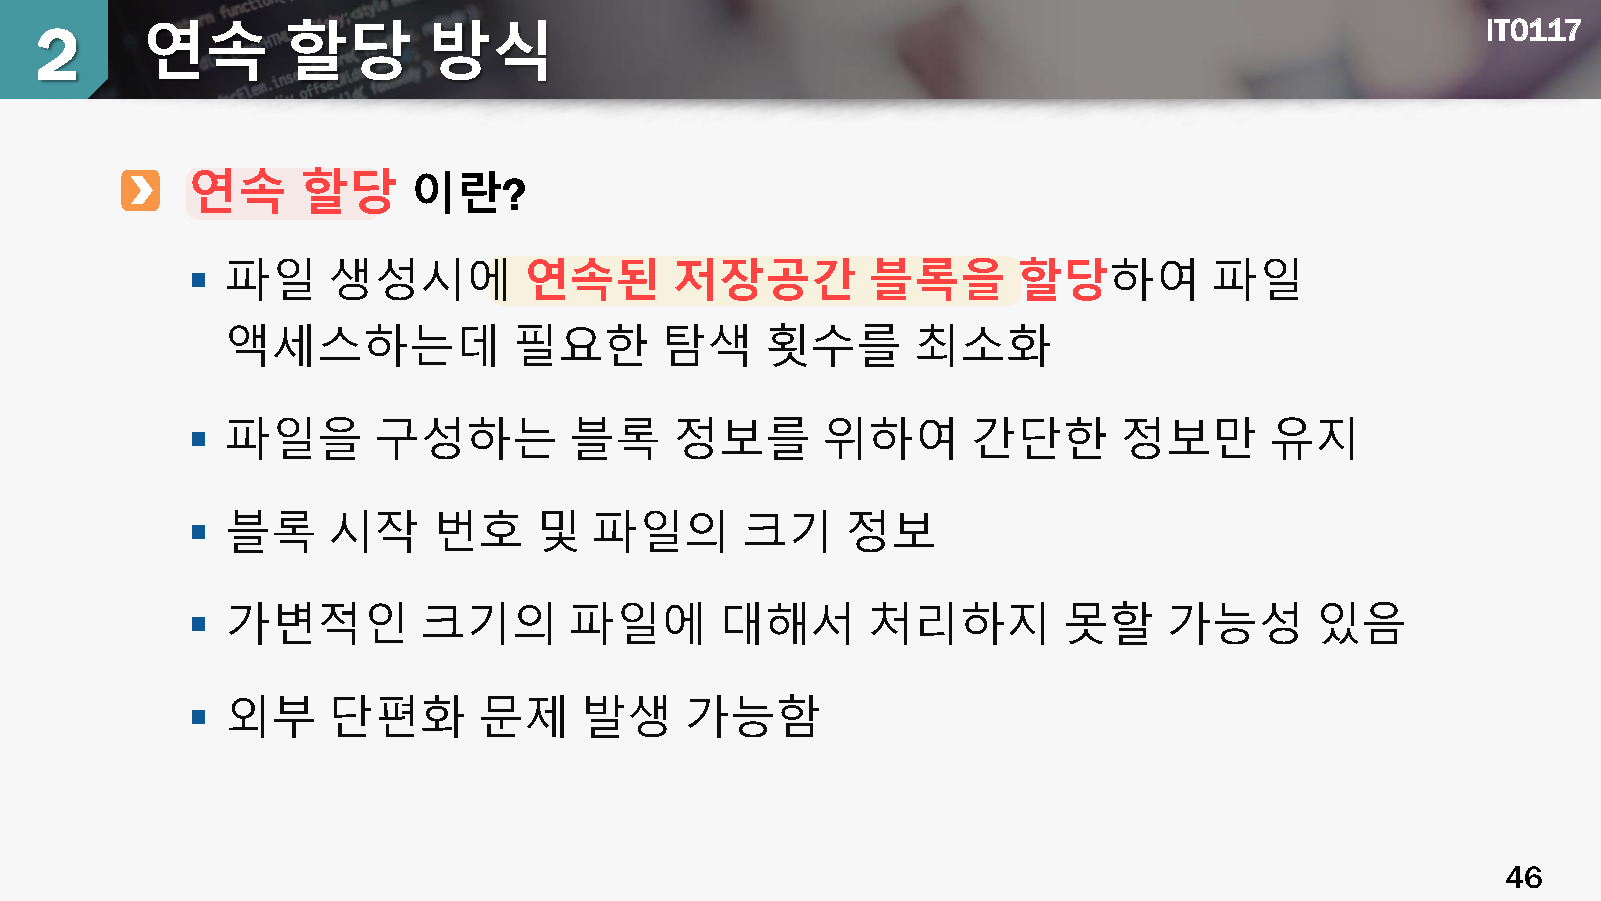 2 연속 할당 방식
IT0117
연속 할당 이란?
파일 생성시에 연속된 저장공간 블록을 할당하여 파일
액세스하는데 필요한 탐색 횟수를 최소화
파일을 구성하는 블록 정보를 위하여 간단한 정보만 유지
블록 시작 번호 및 파일의 크기 정보
가변적인 크기의 파일에 대해서 처리하지 못할 가능성 있음
외부 단편화 문제 발생 가능함
46